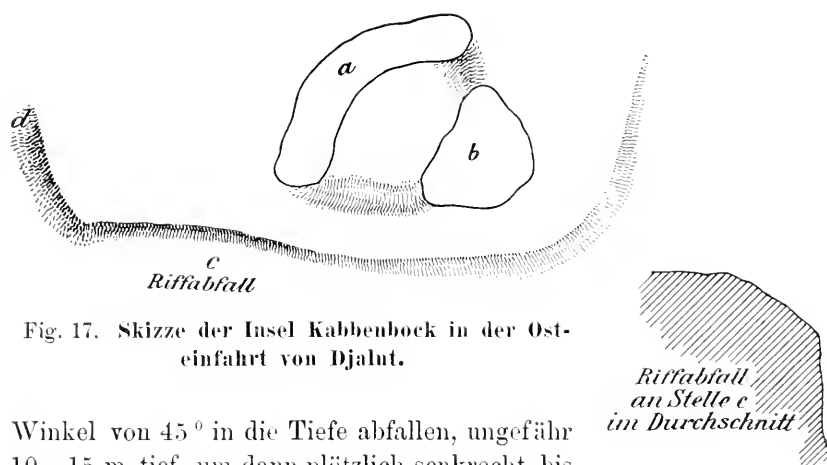 a
d
b
c
Riffabfall
Fig. 17. Skizze der Insel Kabbenbock in der Ost-
einfahrt von Djalut.
Riffabfall
an Stelle c
im Durchschnitt
Winkel von 45° in die Tiefe abfallen, ungefähr
10–15 m tief, um dann plötzlich senkrecht bis